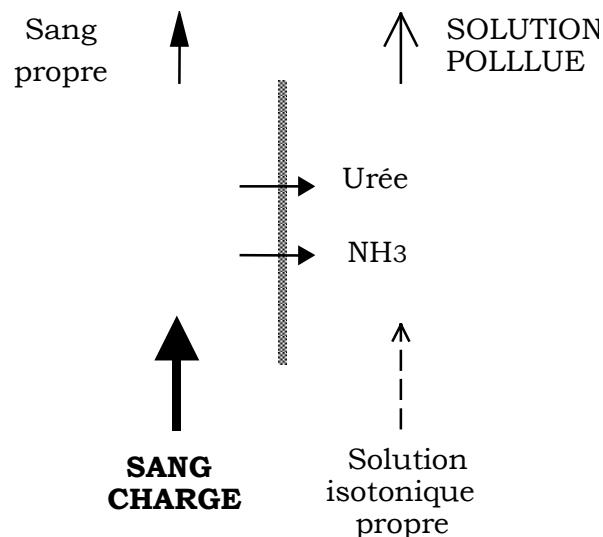 Sang
propre
SOLUTION
POLLLUE
Urée
NH3
SANG
CHARGE
Solution
isotonique
propre